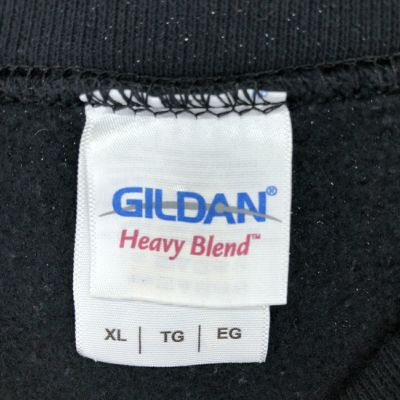 GILDAN®
Heavy Blend™
XL | TG | EG